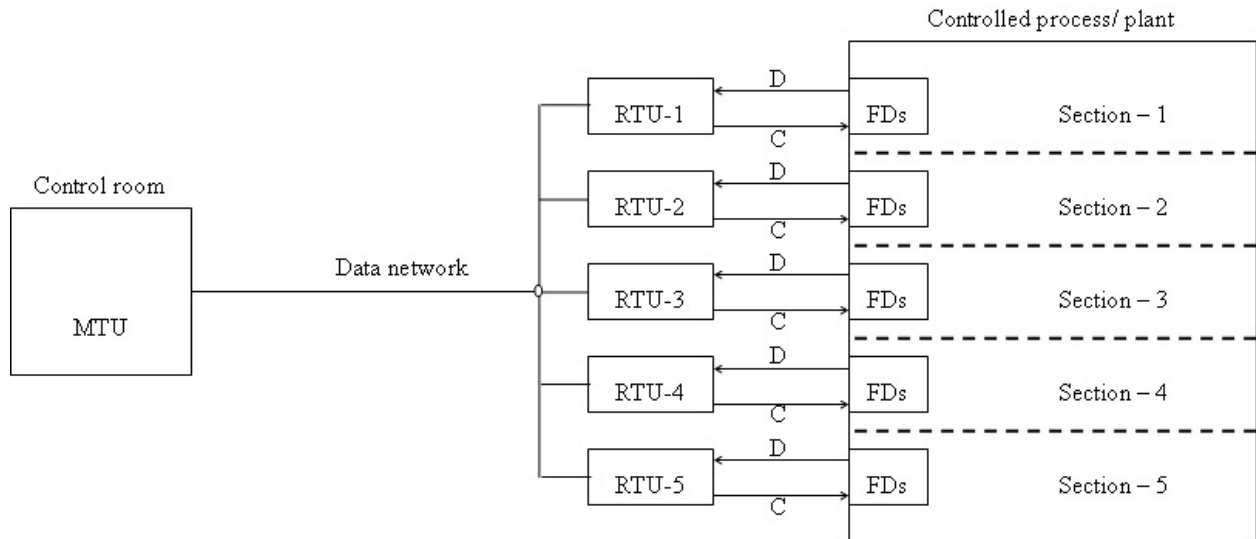 Controlled process/ plant
D
RTU-1
FDs
Section – 1
C
Control room
D
RTU-2
FDs
Section – 2
C
Data network
D
RTU-3
FDs
Section – 3
C
MTU
D
RTU-4
FDs
Section – 4
C
D
RTU-5
FDs
Section – 5
C